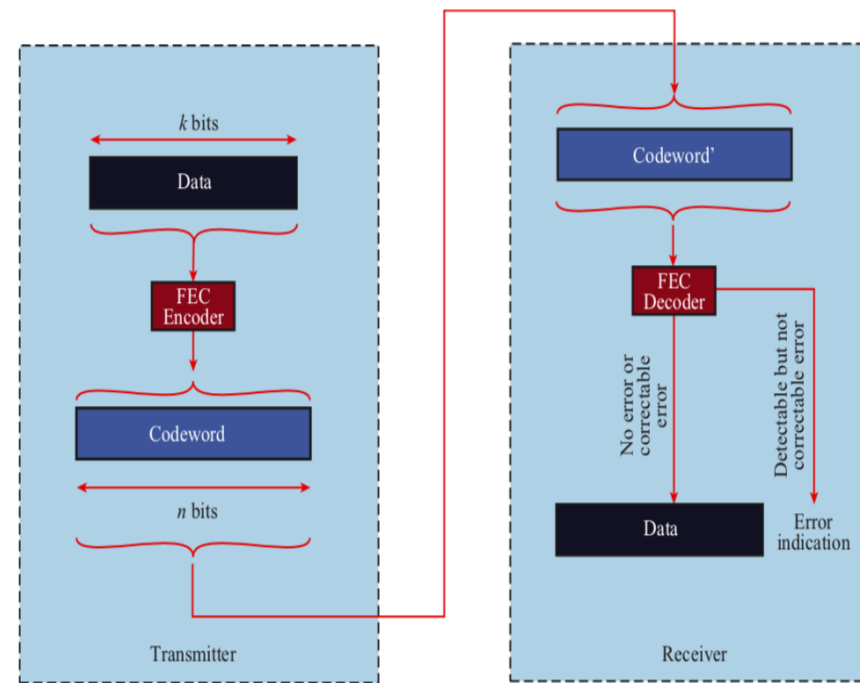 k bits
Data
FEC
Encoder
Codeword
n bits
Transmitter
Codeword’
FEC
Decoder
No error or
correctable
error
Detectable but not
correctable error
Data
Error
indication
Receiver